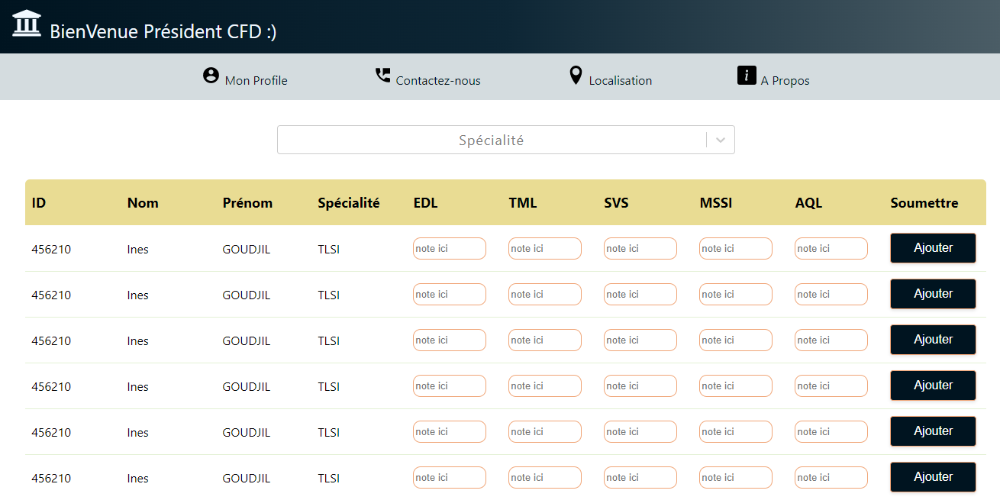 BienVenue Président CFD :)
Mon Profile Contactez-nous Localisation i A Propos
Spécialité
ID Nom Prénom Spécialité EDL TML SVS MSSI AQL Soumettre
456210 Ines GOUDJIL TLSI note ici note ici note ici note ici note ici Ajouter
456210 Ines GOUDJIL TLSI note ici note ici note ici note ici note ici Ajouter
456210 Ines GOUDJIL TLSI note ici note ici note ici note ici note ici Ajouter
456210 Ines GOUDJIL TLSI note ici note ici note ici note ici note ici Ajouter
456210 Ines GOUDJIL TLSI note ici note ici note ici note ici note ici Ajouter
456210 Ines GOUDJIL TLSI note ici note ici note ici note ici note ici Ajouter